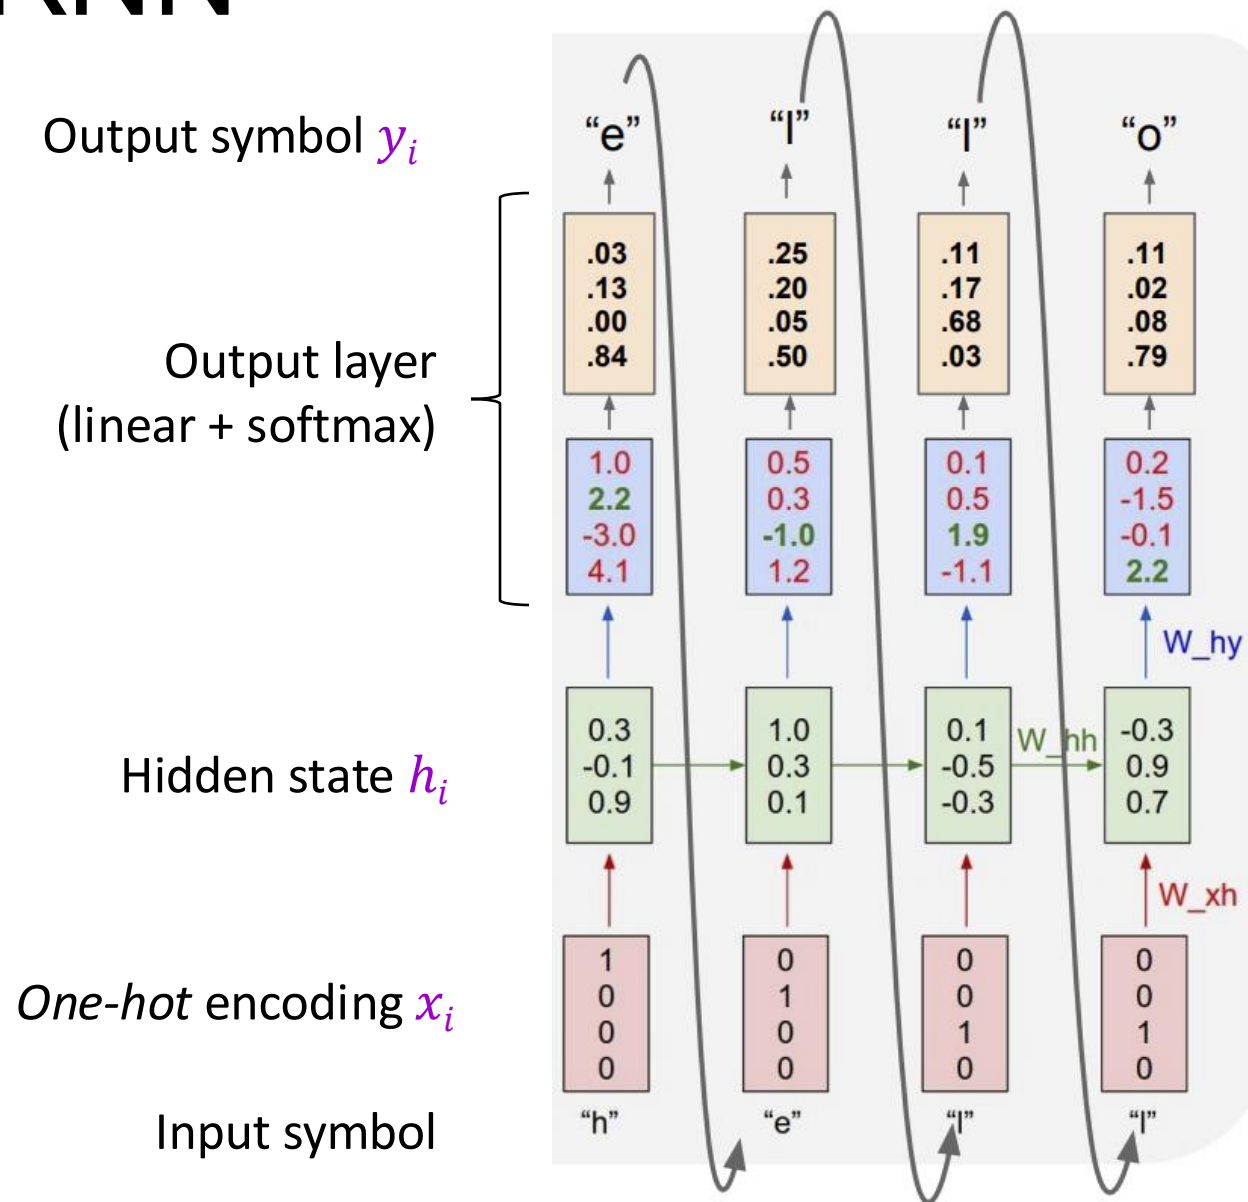 RNN
Output symbol y_i
“e” “l” “l” “o”
Output layer
(linear + softmax)
.03 .25 .11 .11
.13 .20 .17 .02
.00 .05 .68 .08
.84 .50 .03 .79
1.0 0.5 0.1 0.2
2.2 0.3 0.5 -1.5
-3.0 -1.0 1.9 -0.1
4.1 1.2 -1.1 2.2
W_hy
Hidden state h_i
0.3 1.0 0.1 -0.3
-0.1 0.3 -0.5 0.9
0.9 0.1 -0.3 0.7
W_hh
W_xh
One-hot encoding x_i
1 0 0 0
0 1 0 0
0 0 1 1
0 0 0 0
Input symbol
“h” “e” “l” “l”